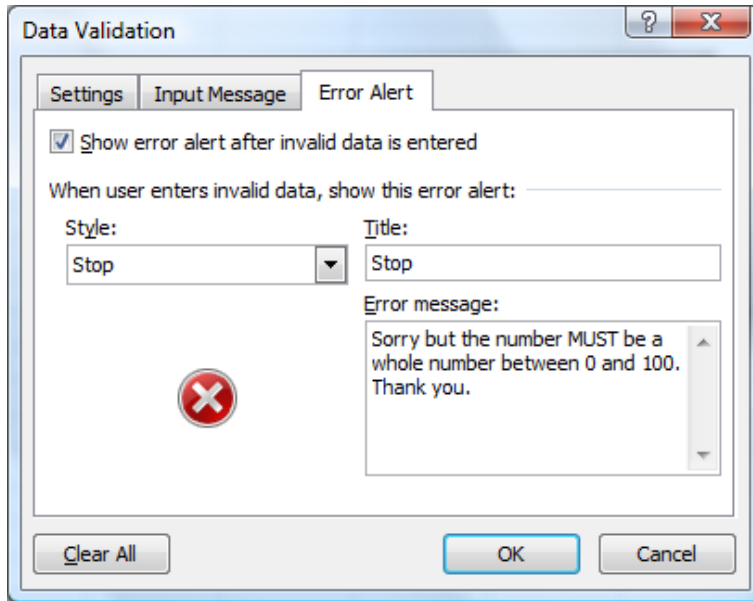 Data Validation
?
Settings Input Message Error Alert
Show error alert after invalid data is entered
When user enters invalid data, show this error alert:
Style: Title:
Stop Stop
Error message:
Sorry but the number MUST be a
whole number between 0 and 100.
Thank you.
Clear All OK Cancel